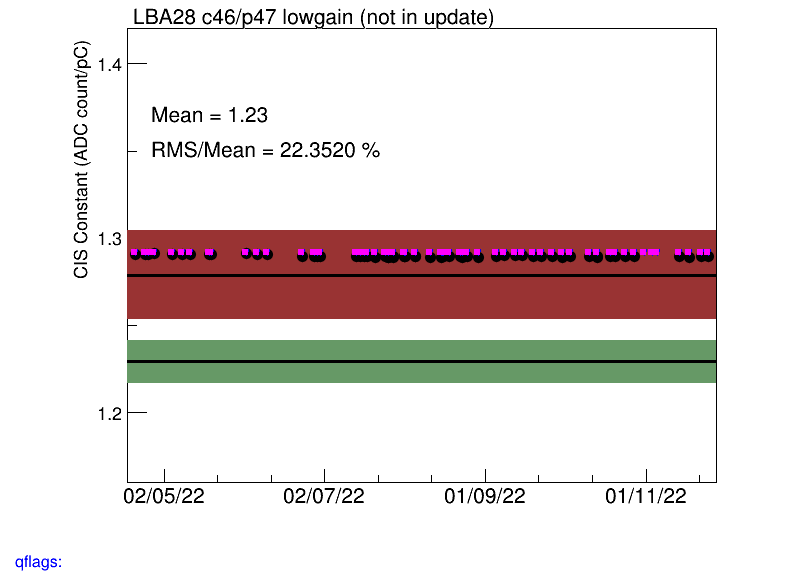 LBA28 c46/p47 lowgain (not in update)
CIS Constant (ADC count/pC)
1.4
Mean = 1.23
RMS/Mean = 22.3520 %
1.3
1.2
02/05/22 02/07/22 01/09/22 01/11/22
qflags: